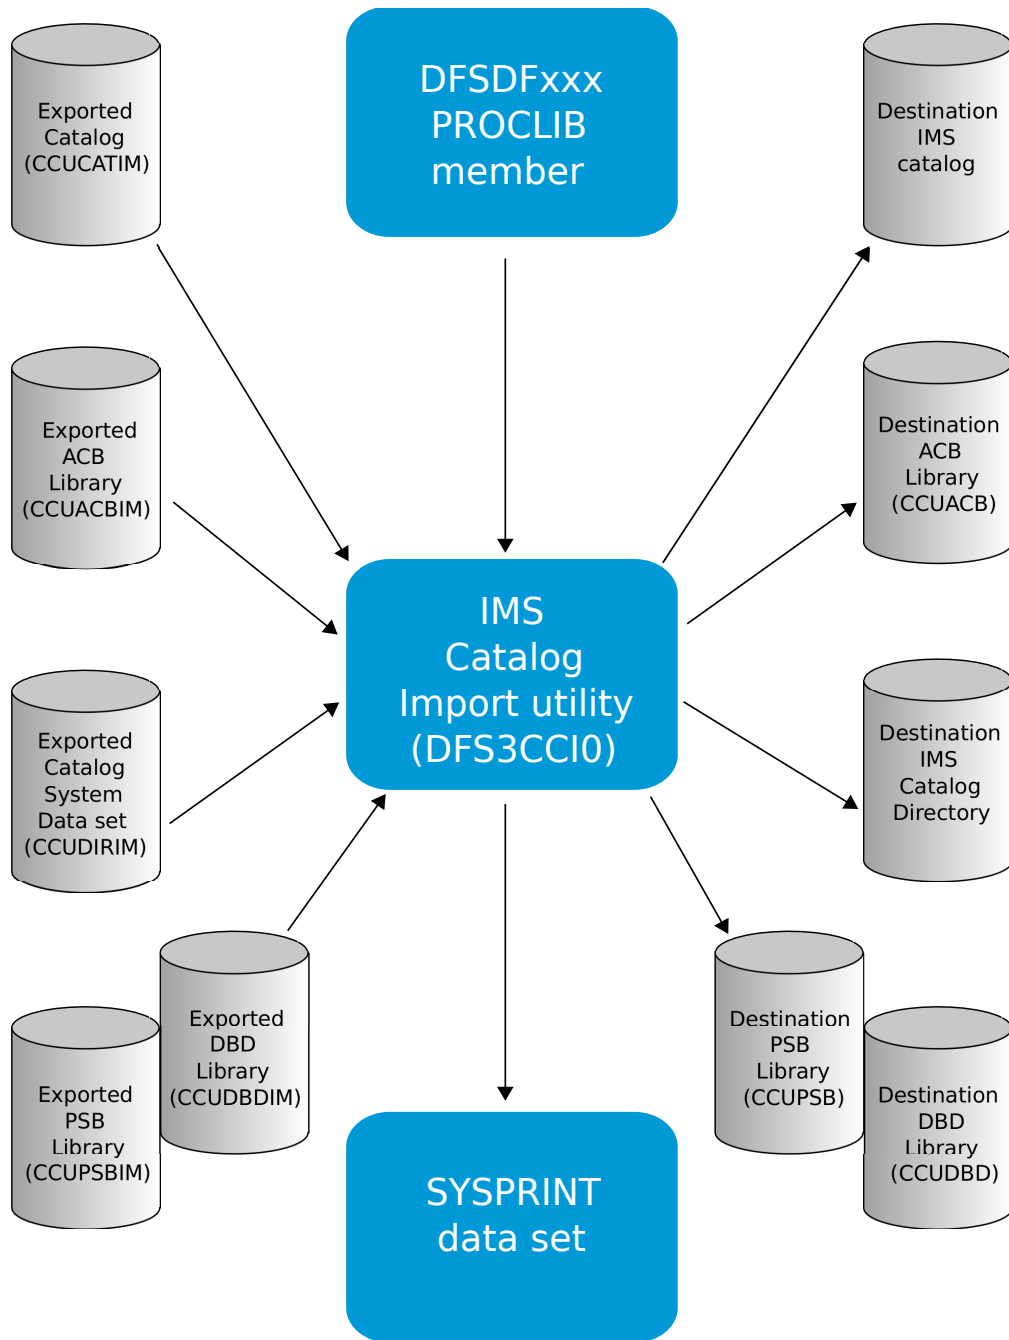 Exported
Catalog
(CCUCATIM)
DFSDFxxx
PROCLIB
member
Destination
IMS
catalog
Exported
ACB
Library
(CCUACBIM)
Destination
ACB
Library
(CCUACB)
IMS
Catalog
Import utility
(DFS3CCI0)
Exported
Catalog
System
Data set
(CCUDIRIM)
Destination
IMS
Catalog
Directory
Exported
DBD
Library
(CCUDBDIM)
Exported
PSB
Library
(CCUPSBIM)
Destination
PSB
Library
(CCUPSB)
Destination
DBD
Library
(CCUDBD)
SYSPRINT
data set